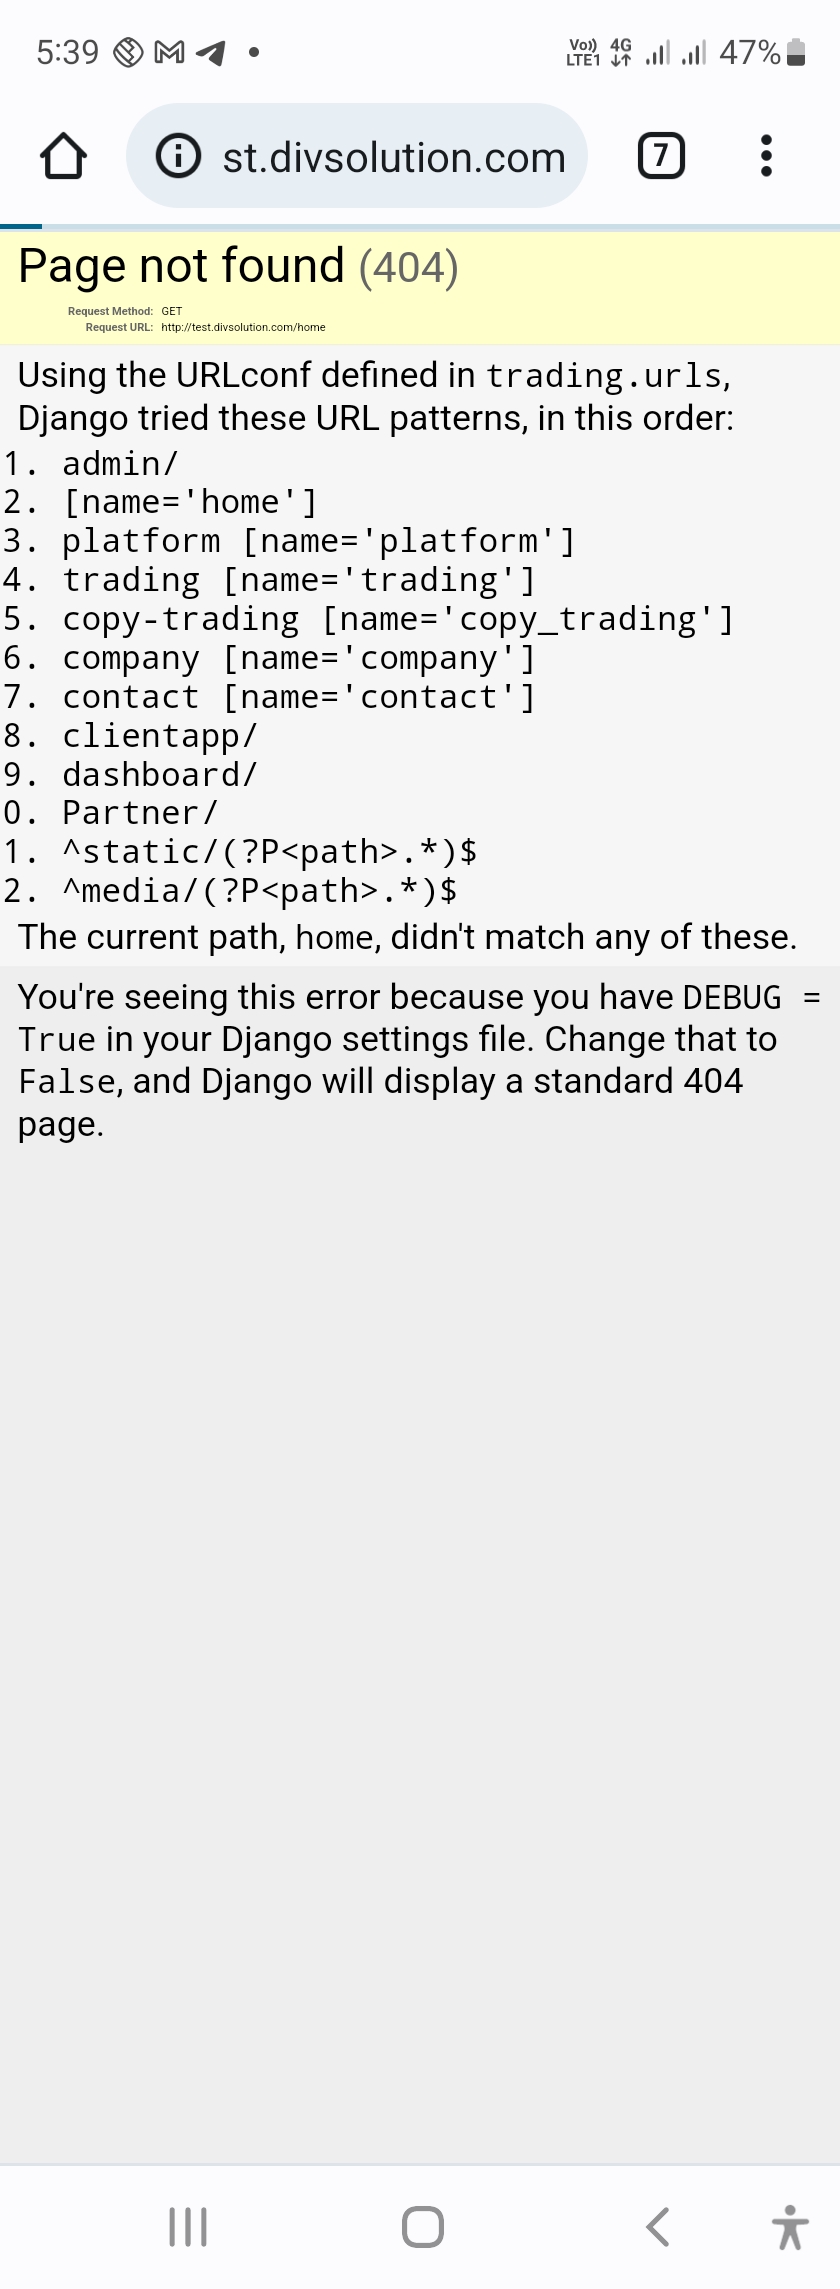 5:39
Vo)) LTE1 4G 47%
st.divsolution.com
7
Page not found (404)
Request Method: GET
Request URL: http://test.divsolution.com/home
Using the URLconf defined in trading.urls,
Django tried these URL patterns, in this order:
1. admin/
2. [name='home']
3. platform [name='platform']
4. trading [name='trading']
5. copy-trading [name='copy_trading']
6. company [name='company']
7. contact [name='contact']
8. clientapp/
9. dashboard/
0. Partner/
1. ^static/(?P<path>.*)$
2. ^media/(?P<path>.*)$
The current path, home, didn't match any of these.
You're seeing this error because you have DEBUG =
True in your Django settings file. Change that to
False, and Django will display a standard 404
page.